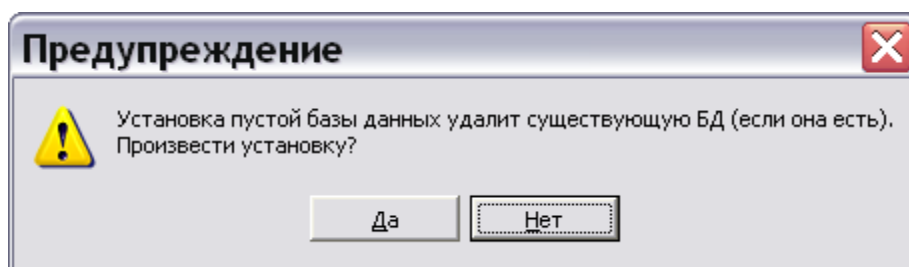 Предупреждение
Установка пустой базы данных удалит существующую БД (если она есть).
Произвести установку?
Да Нет